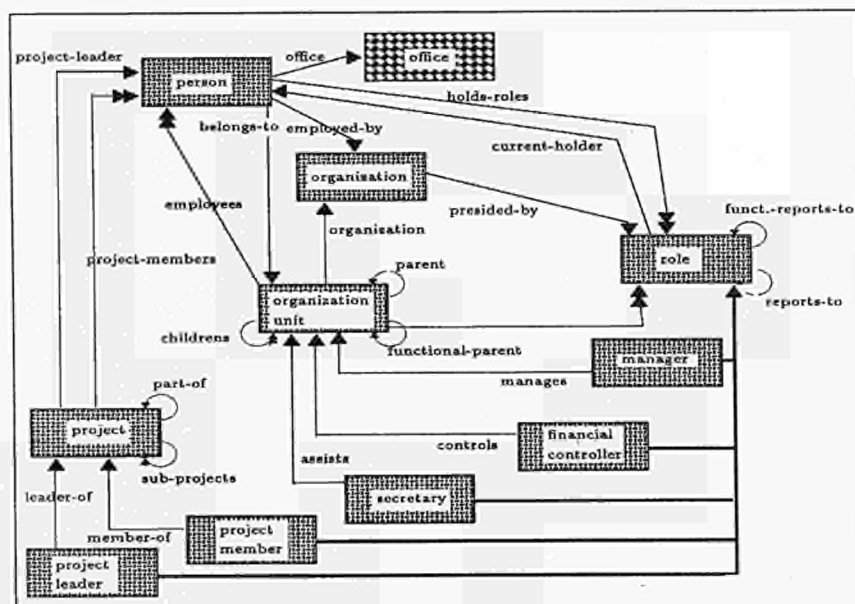 project-leader
office
office
person
holds-roles
belongs-to
employed-by
current-holder
organization
employees
presided-by
funct.-reports-to
organization
project-members
parent
role
reports-to
organization
unit
childrens
functional-parent
manager
manages
part-of
project
financial
controller
controls
assists
sub-projects
leader-of
secretary
member-of
project
member
project
leader